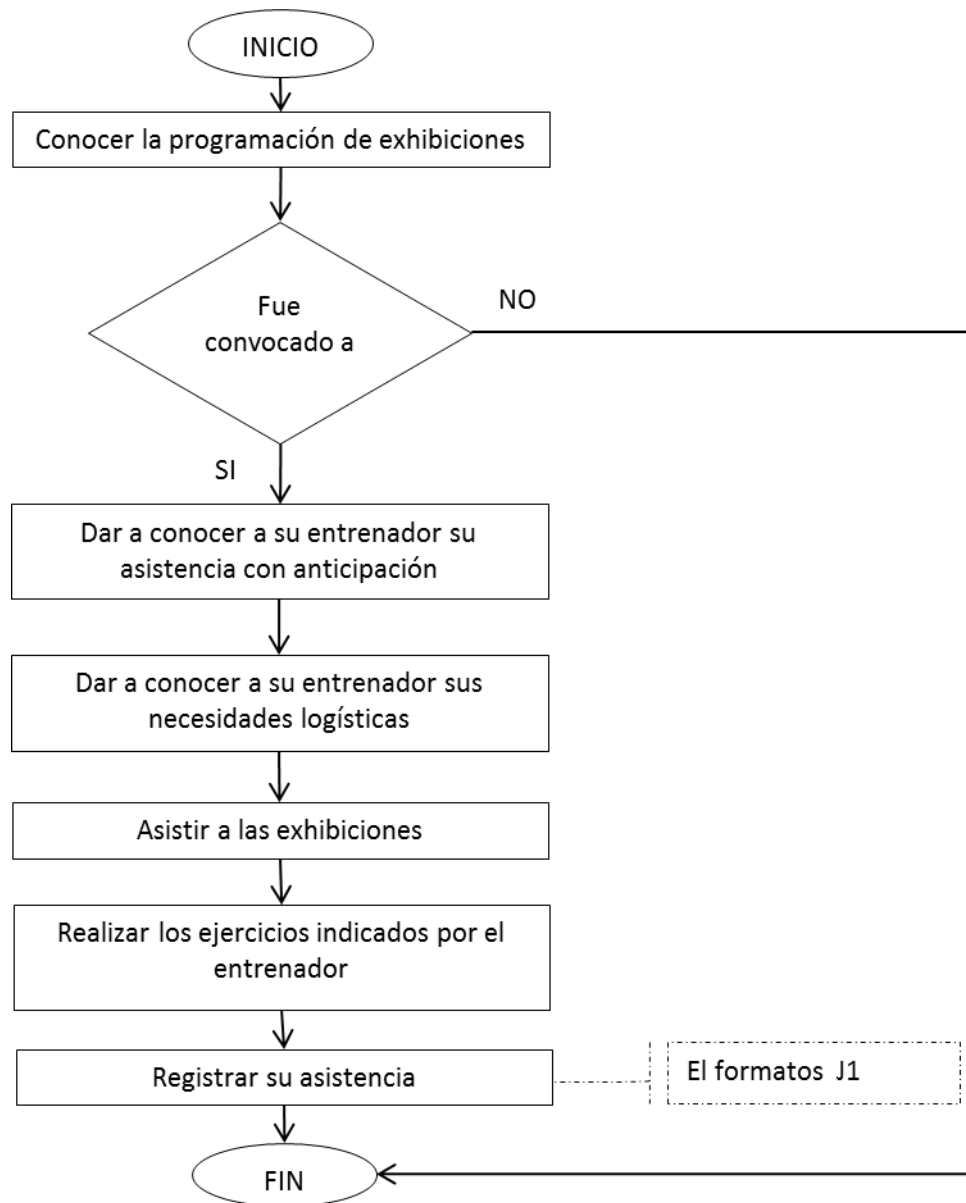 INICIO
Conocer la programación de exhibiciones
Fue
convocado a
NO
SI
Dar a conocer a su entrenador su
asistencia con anticipación
Dar a conocer a su entrenador sus
necesidades logísticas
Asistir a las exhibiciones
Realizar los ejercicios indicados por el
entrenador
Registrar su asistencia
El formatos J1
FIN